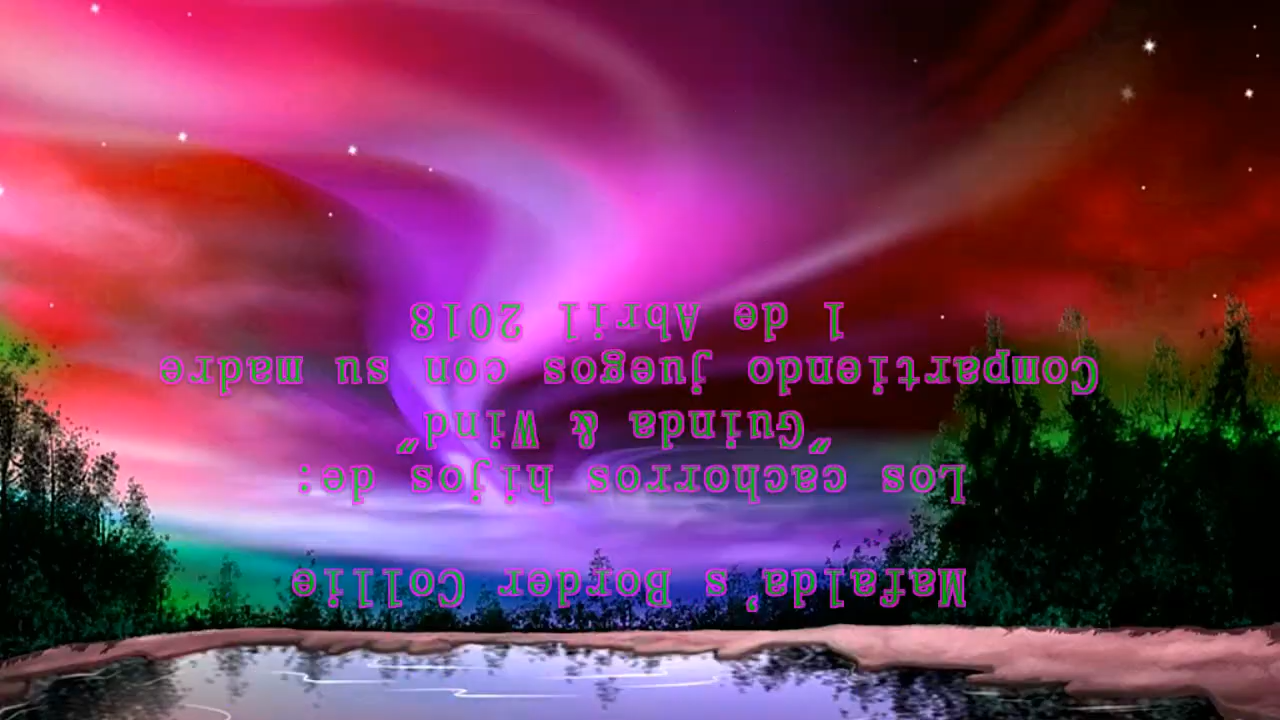 Mafalda's Border Collie
Los cachorros hijos de:
"Guinda & Wind"
Compartiendo juegos con su madre
1 de Abril 2018